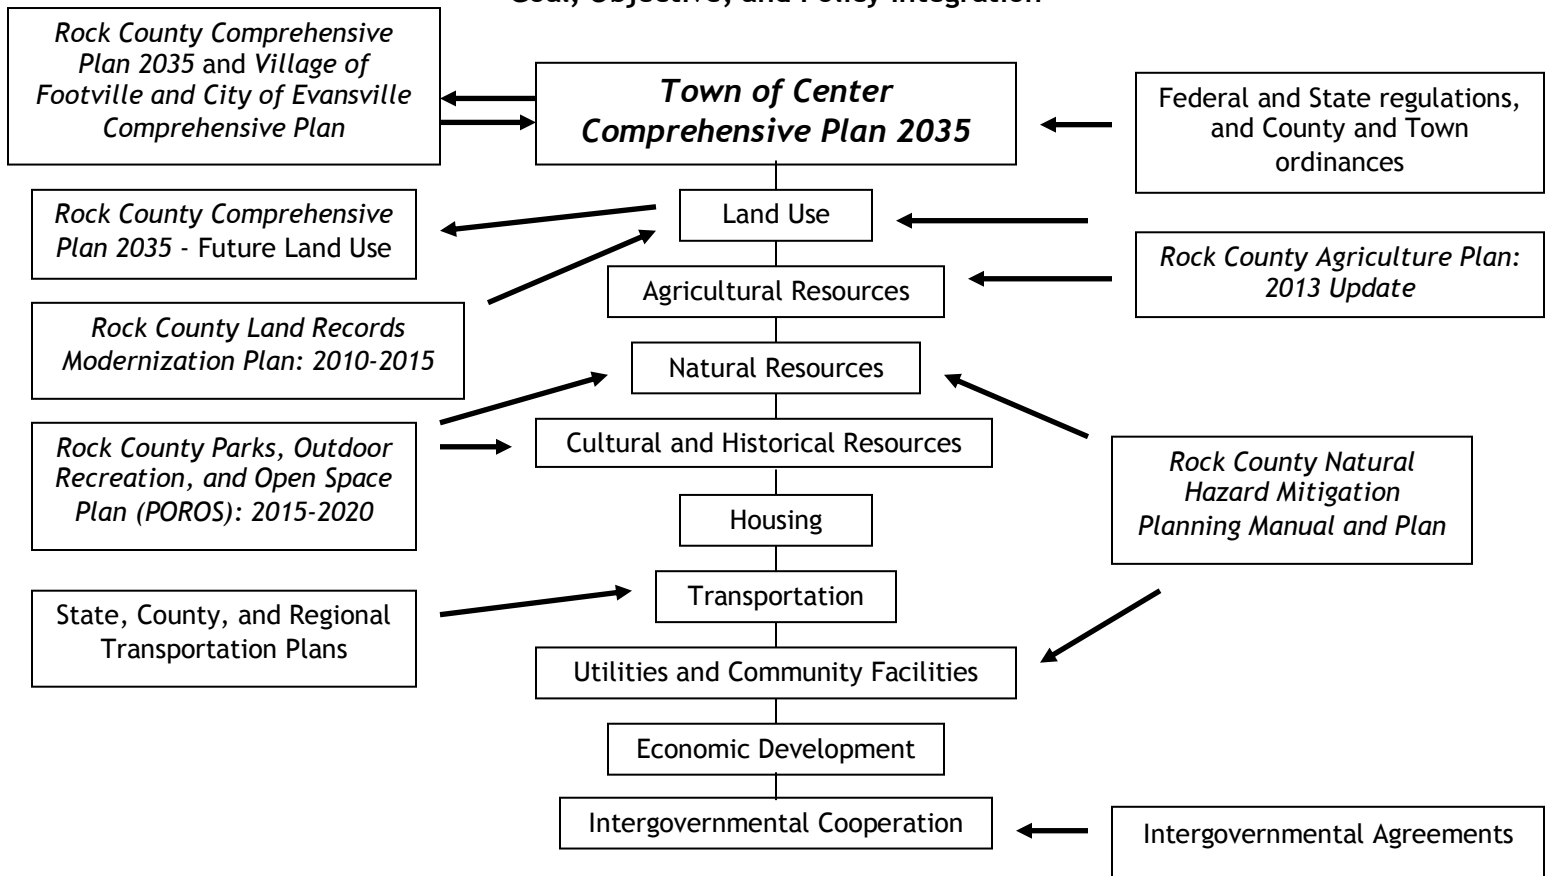 Goal, Objective, and Policy Integration
Rock County Comprehensive
Plan 2035 and Village of
Footville and City of Evansville
Comprehensive Plan
Town of Center
Comprehensive Plan 2035
Federal and State regulations,
and County and Town
ordinances
Rock County Comprehensive
Plan 2035 - Future Land Use
Land Use
Rock County Agriculture Plan:
2013 Update
Agricultural Resources
Rock County Land Records
Modernization Plan: 2010-2015
Natural Resources
Rock County Parks, Outdoor
Recreation, and Open Space
Plan (POROS): 2015-2020
Cultural and Historical Resources
Rock County Natural
Hazard Mitigation
Planning Manual and Plan
Housing
State, County, and Regional
Transportation Plans
Transportation
Utilities and Community Facilities
Economic Development
Intergovernmental Cooperation
Intergovernmental Agreements